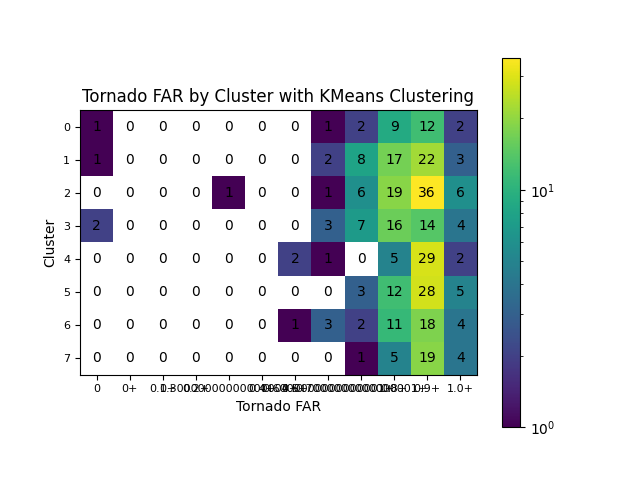 Tornado FAR by Cluster with KMeans Clustering
0 1 0 0 0 0 0 0 1 2 9 12 2
1 1 0 0 0 0 0 0 2 8 17 22 3
2 0 0 0 0 1 0 0 1 6 19 36 6
3 2 0 0 0 0 0 0 3 7 16 14 4
4 0 0 0 0 0 0 2 1 0 5 29 2
5 0 0 0 0 0 0 0 0 3 12 28 5
6 0 0 0 0 0 0 1 3 2 11 18 4
7 0 0 0 0 0 0 0 0 1 5 19 4
0 0+ 0.9+ 1.0+
Tornado FAR
Cluster
10¹
10⁰